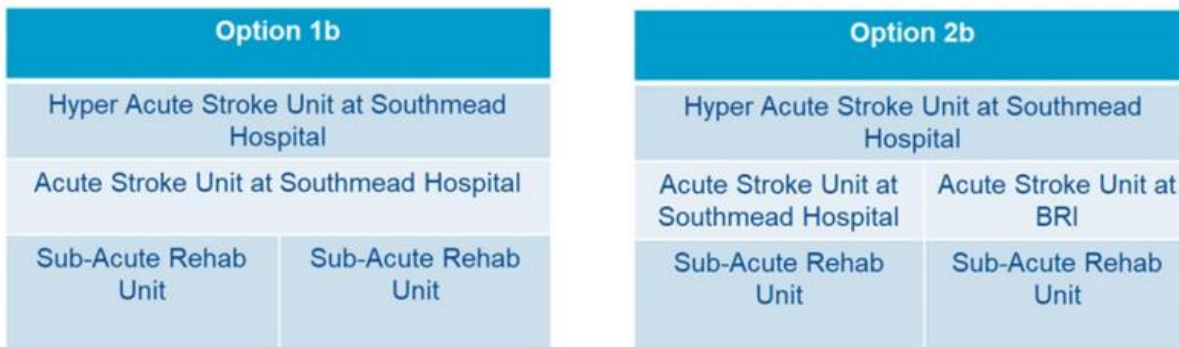 Option 1b
Hyper Acute Stroke Unit at Southmead
Hospital
Acute Stroke Unit at Southmead Hospital
Sub-Acute Rehab
Unit
Sub-Acute Rehab
Unit
Option 2b
Hyper Acute Stroke Unit at Southmead
Hospital
Acute Stroke Unit at
Southmead Hospital
Acute Stroke Unit at
BRI
Sub-Acute Rehab
Unit
Sub-Acute Rehab
Unit